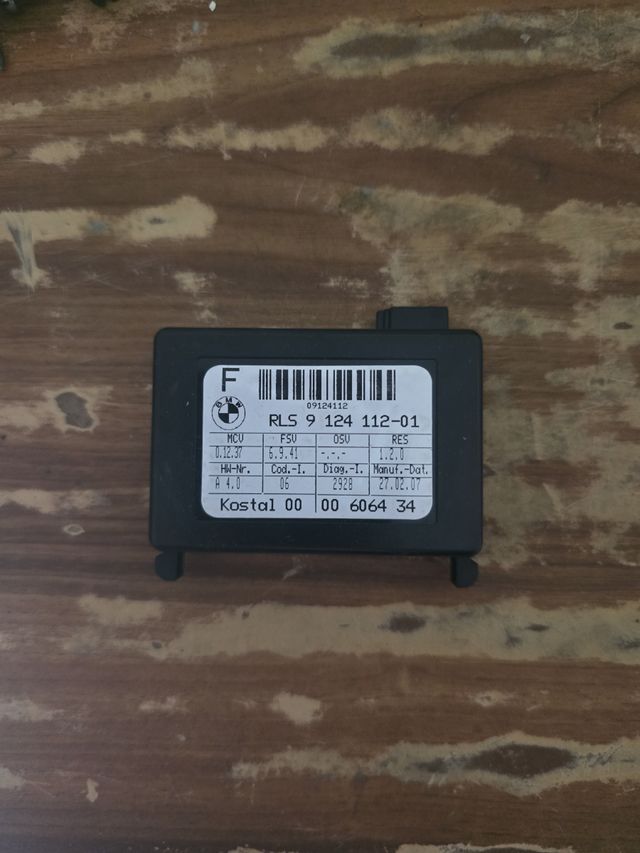 F
09124112
BMW
RLS 9 124 112-01
MCV FSV OSV RES
0.12.37 6.9.41 -.-.- 1.2.0
HW-Nr. Cod.-I. Diag.-I. Manuf.-Dat.
A 4.0 06 2928 27.02.07
Kostal 00 00 6064 34